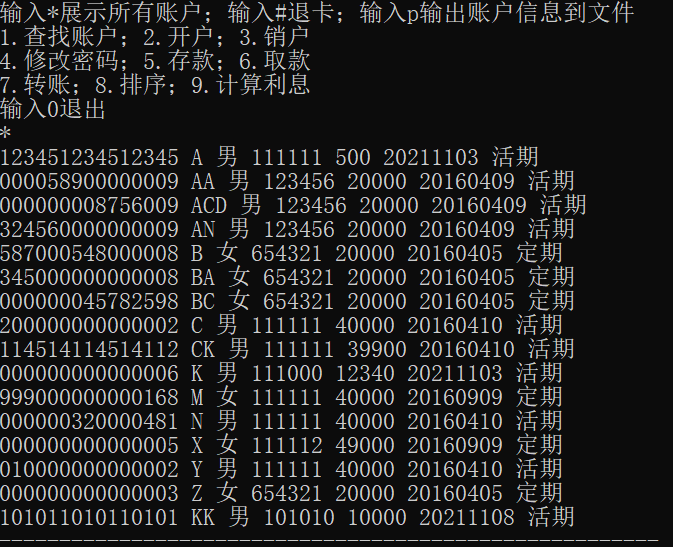 输入*展示所有账户；输入#退卡；输入p输出账户信息到文件
1.查找账户；2.开户；3.销户
4.修改密码；5.存款；6.取款
7.转账；8.排序；9.计算利息
输入0退出
*
123451234512345 A 男 111111 500 20211103 活期
000058900000009 AA 男 123456 20000 20160409 活期
000000008756009 ACD 男 123456 20000 20160409 活期
324560000000009 AN 男 123456 20000 20160409 活期
587000548000008 B 女 654321 20000 20160405 定期
345000000000008 BA 女 654321 20000 20160405 定期
000000045782598 BC 女 654321 20000 20160405 定期
200000000000002 C 男 111111 40000 20160410 活期
114514114514112 CK 男 111111 39900 20160410 活期
000000000000006 K 男 111000 12340 20211103 活期
999000000000168 M 女 111111 40000 20160909 定期
000000320000481 N 男 111111 40000 20160410 活期
000000000000005 X 女 111112 49000 20160909 定期
010000000000002 Y 男 111111 40000 20160410 活期
000000000000003 Z 女 654321 20000 20160405 定期
101011010110101 KK 男 101010 10000 20211108 活期
-------------------------------------------------------